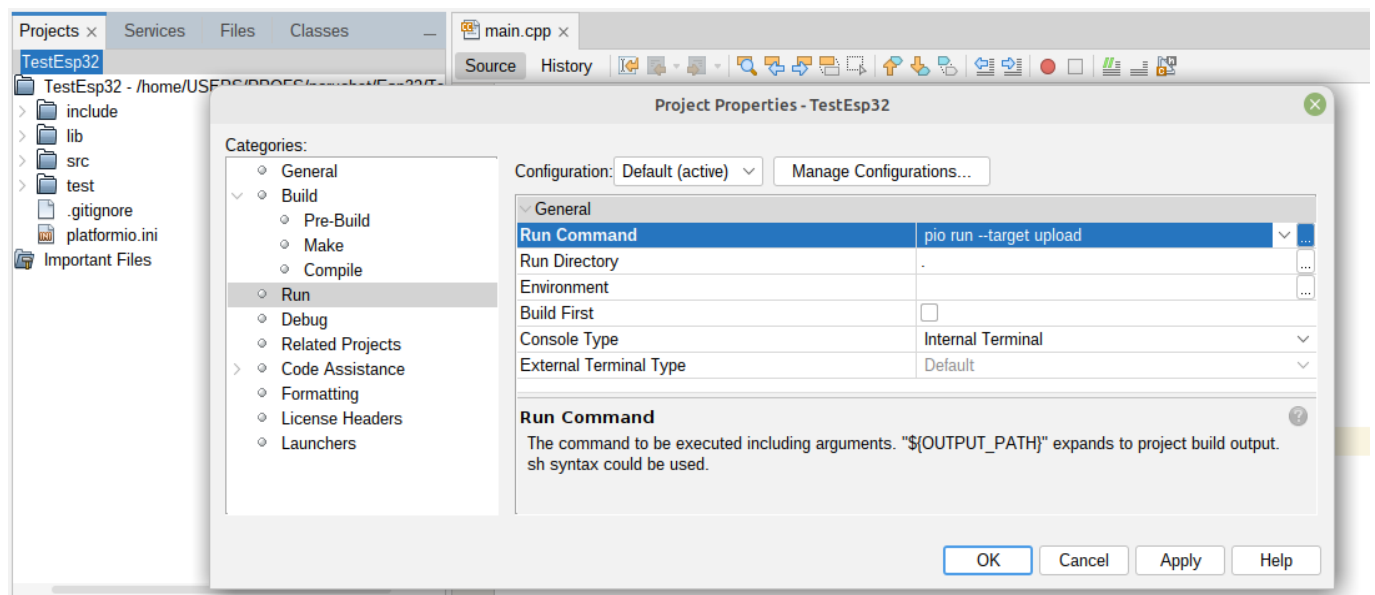 Projects × Services Files Classes
main.cpp ×
TestEsp32
Source History
TestEsp32 - /home/USERS/PROFS/
include
lib
src
test
.gitignore
platformio.ini
Important Files
Project Properties - TestEsp32
Categories:
General
Build
Pre-Build
Make
Compile
Run
Debug
Related Projects
Code Assistance
Formatting
License Headers
Launchers
Configuration: Default (active) Manage Configurations...
General
Run Command pio run --target upload ...
Run Directory . ...
Environment ...
Build First
Console Type Internal Terminal
External Terminal Type Default
Run Command
The command to be executed including arguments. "${OUTPUT_PATH}" expands to project build output.
sh syntax could be used.
OK Cancel Apply Help